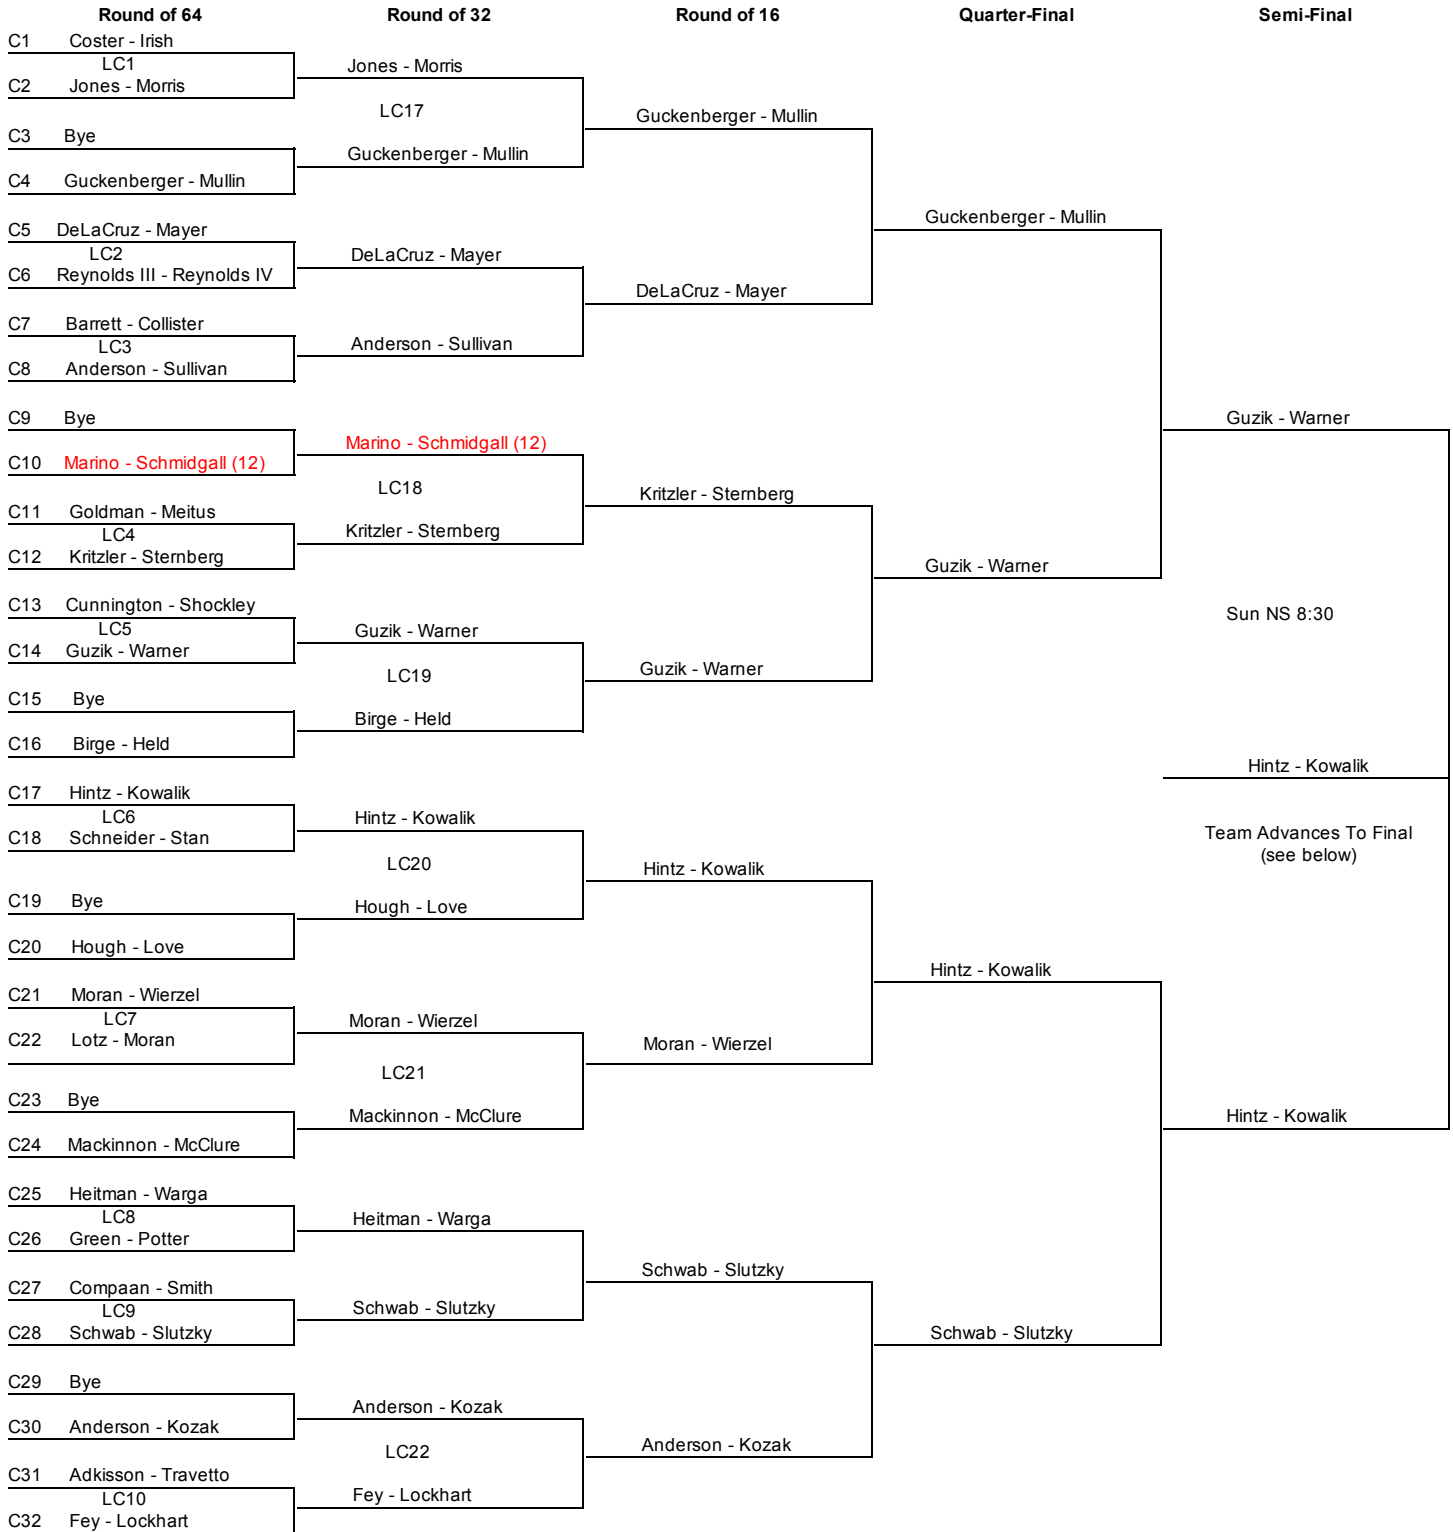 Round of 64 Round of 32 Round of 16 Quarter-Final Semi-Final
C1 Coster - Irish
LC1
Jones - Morris
C2 Jones - Morris
LC17
Guckenberger - Mullin
C3 Bye
Guckenberger - Mullin
C4 Guckenberger - Mullin
Guckenberger - Mullin
C5 DeLaCruz - Mayer
LC2
DeLaCruz - Mayer
C6 Reynolds III - Reynolds IV
DeLaCruz - Mayer
C7 Barrett - Collister
LC3
Anderson - Sullivan
C8 Anderson - Sullivan
C9 Bye
Guzik - Warner
Marino - Schmidgall (12)
C10 Marino - Schmidgall (12)
LC18
Kritzler - Sternberg
C11 Goldman - Meitus
LC4
Kritzler - Sternberg
C12 Kritzler - Sternberg
Guzik - Warner
C13 Cunnington - Shockley
Sun NS 8:30
LC5
Guzik - Warner
C14 Guzik - Warner
LC19
Guzik - Warner
C15 Bye
Birge - Held
C16 Birge - Held
Hintz - Kowalik
C17 Hintz - Kowalik
LC6
Hintz - Kowalik
C18 Schneider - Stan
Team Advances To Final
(see below)
LC20
Hintz - Kowalik
C19 Bye
Hough - Love
C20 Hough - Love
Hintz - Kowalik
C21 Moran - Wierzel
LC7
Moran - Wierzel
C22 Lotz - Moran
Moran - Wierzel
LC21
C23 Bye
Mackinnon - McClure
Hintz - Kowalik
C24 Mackinnon - McClure
C25 Heitman - Warga
LC8
Heitman - Warga
C26 Green - Potter
Schwab - Slutzky
C27 Compaan - Smith
LC9
Schwab - Slutzky
C28 Schwab - Slutzky
Schwab - Slutzky
C29 Bye
Anderson - Kozak
C30 Anderson - Kozak
LC22
Anderson - Kozak
C31 Adkisson - Travetto
LC10
Fey - Lockhart
C32 Fey - Lockhart